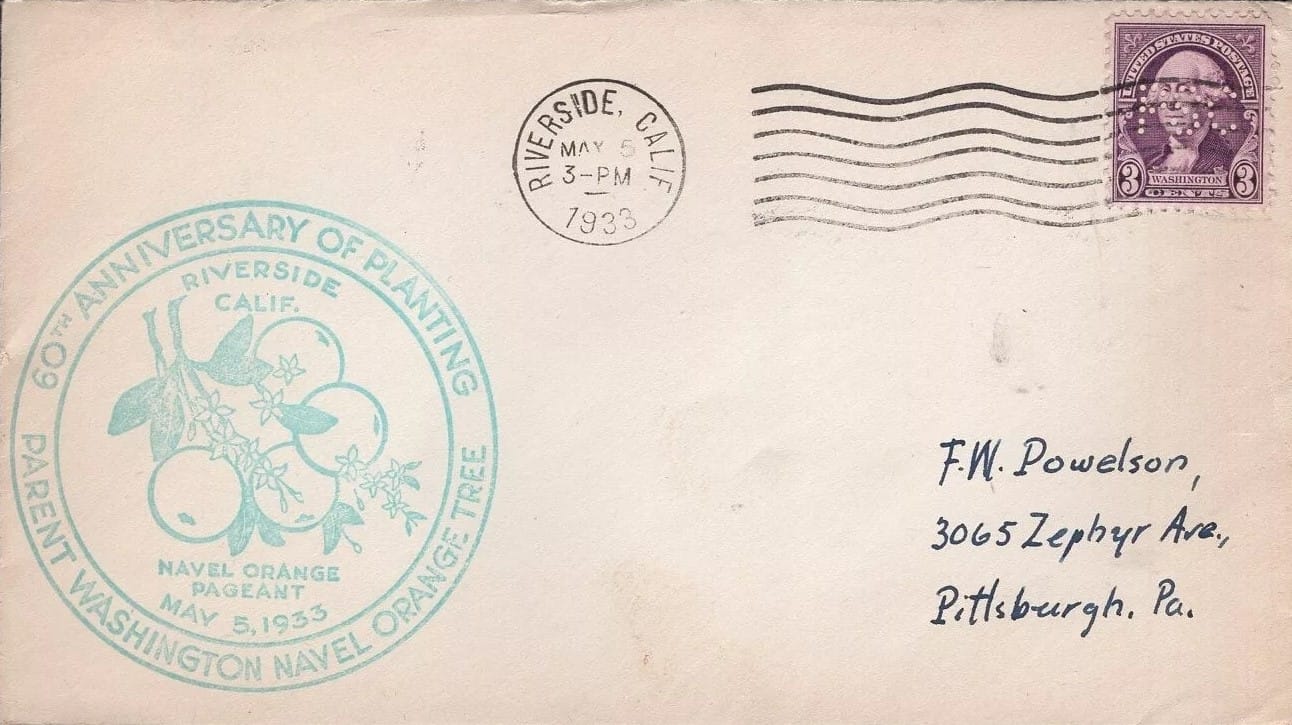 RIVERSIDE, CALIF
MAY 5
3-PM
1933
UNITED STATES POSTAGE
3 WASHINGTON 3
CENTS
60TH ANNIVERSARY OF PLANTING
PARENT WASHINGTON NAVEL ORANGE TREE
RIVERSIDE
CALIF.
NAVEL ORANGE
PAGEANT
MAY 5, 1933
F.W. Powelson,
3065 Zephyr Ave.,
Pittsburgh. Pa.